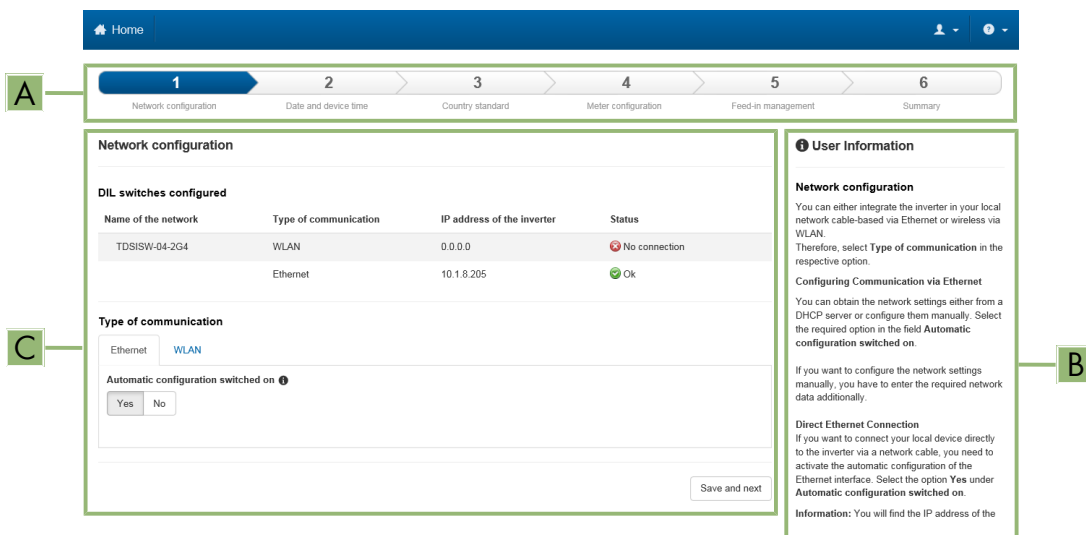 Home
A
1 2 3 4 5 6
Network configuration Date and device time Country standard Meter configuration Feed-in management Summary
Network configuration
DIL switches configured
Name of the network Type of communication IP address of the inverter Status
TDSISW-04-2G4 WLAN 0.0.0.0 No connection
Ethernet 10.1.8.205 Ok
Type of communication
C
Ethernet WLAN
Automatic configuration switched on
Yes No
Save and next
User Information
Network configuration
You can either integrate the inverter in your local
network cable-based via Ethernet or wireless via
WLAN.
Therefore, select Type of communication in the
respective option.
Configuring Communication via Ethernet
You can obtain the network settings either from a
DHCP server or configure them manually. Select
the required option in the field Automatic
configuration switched on.
B
If you want to configure the network settings
manually, you have to enter the required network
data additionally.
Direct Ethernet Connection
If you want to connect your local device directly
to the inverter via a network cable, you need to
activate the automatic configuration of the
Ethernet interface. Select the option Yes under
Automatic configuration switched on.
Information: You will find the IP address of the